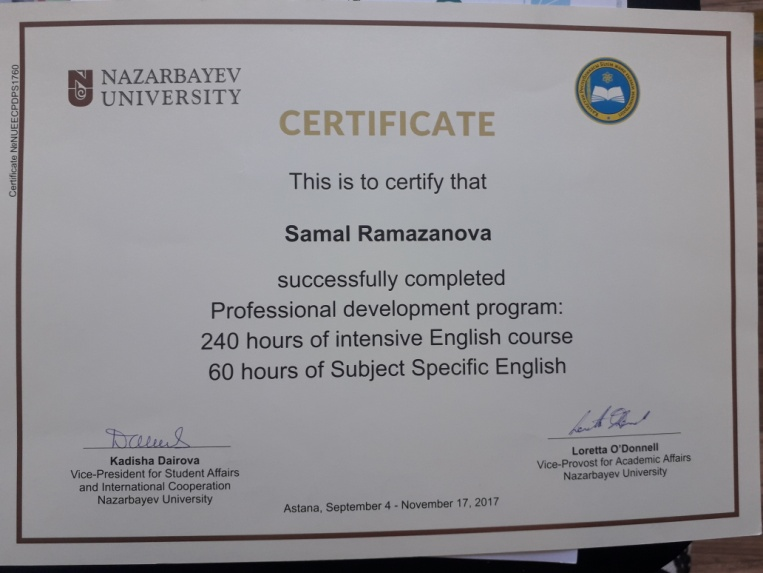 Certificate №NUEECPDPS1760
NAZARBAYEV
UNIVERSITY
CERTIFICATE
This is to certify that
Samal Ramazanova
successfully completed
Professional development program:
240 hours of intensive English course
60 hours of Subject Specific English
Kadisha Dairova
Vice-President for Student Affairs
and International Cooperation
Nazarbayev University
Loretta O'Donnell
Vice-Provost for Academic Affairs
Nazarbayev University
Astana, September 4 - November 17, 2017